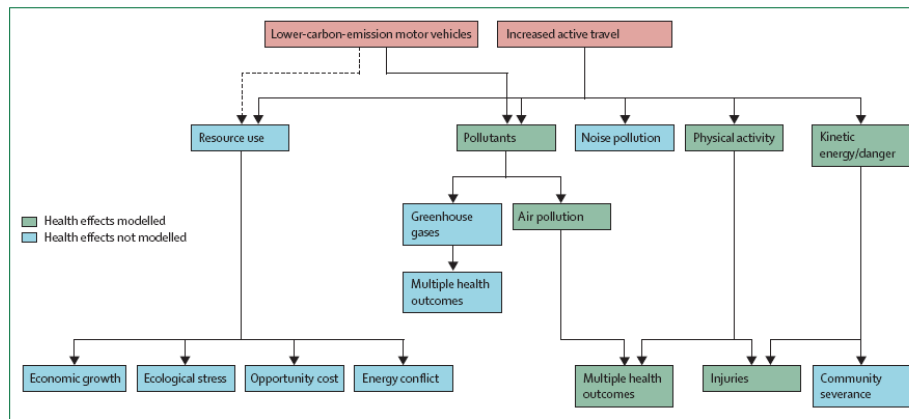 Lower-carbon-emission motor vehicles
Increased active travel
Resource use
Pollutants
Noise pollution
Physical activity
Kinetic
energy/danger
Health effects modelled
Health effects not modelled
Greenhouse
gases
Air pollution
Multiple health
outcomes
Economic growth
Ecological stress
Opportunity cost
Energy conflict
Multiple health
outcomes
Injuries
Community
severance